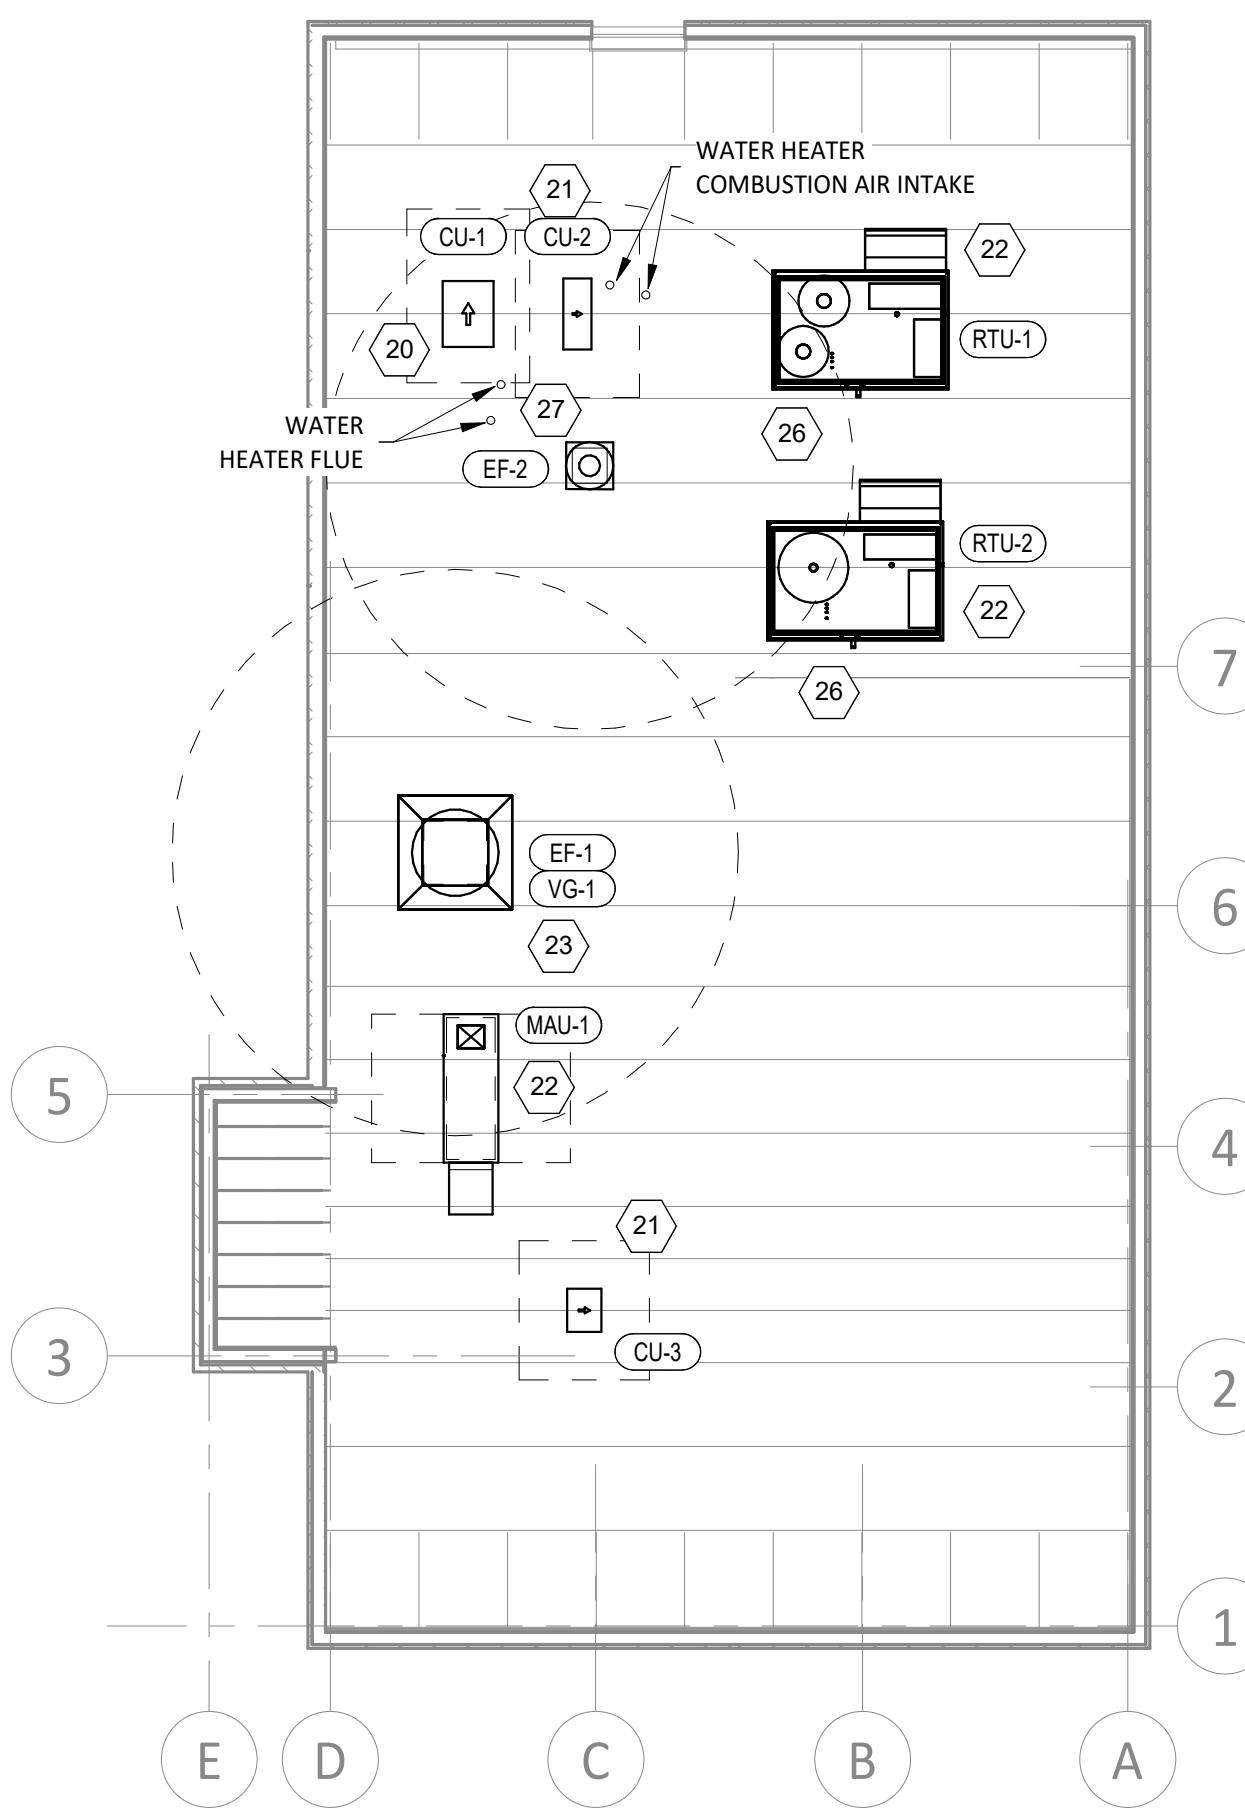 WATER HEATER
COMBUSTION AIR INTAKE
21
CU-1
CU-2
22
RTU-1
20
27
26
WATER
HEATER FLUE
EF-2
RTU-2
22
7
26
EF-1
VG-1
6
23
MAU-1
22
5
4
21
3
CU-3
2
1
E
D
C
B
A